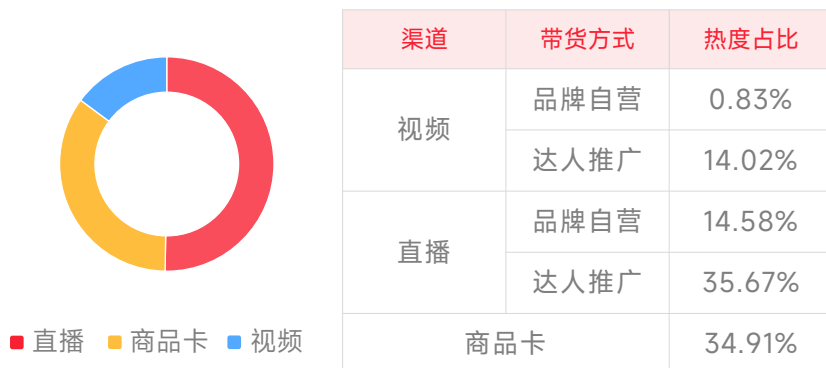 渠道 带货方式 热度占比
视频 品牌自营 0.83%
达人推广 14.02%
直播 品牌自营 14.58%
达人推广 35.67%
商品卡 34.91%
直播 商品卡 视频